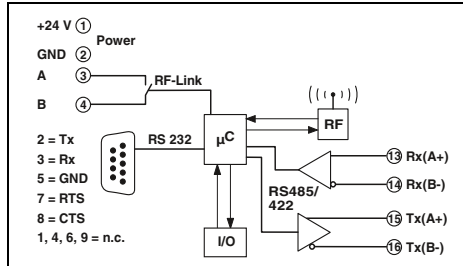 +24 V 1
Power
GND 2
A 3
RF-Link
B 4
RF
2 = Tx
3 = Rx
5 = GND
7 = RTS
8 = CTS
1, 4, 6, 9 = n.c.
RS 232
µC
13 Rx(A+)
14 Rx(B-)
RS485/
422
15 Tx(A+)
16 Tx(B-)
I/O